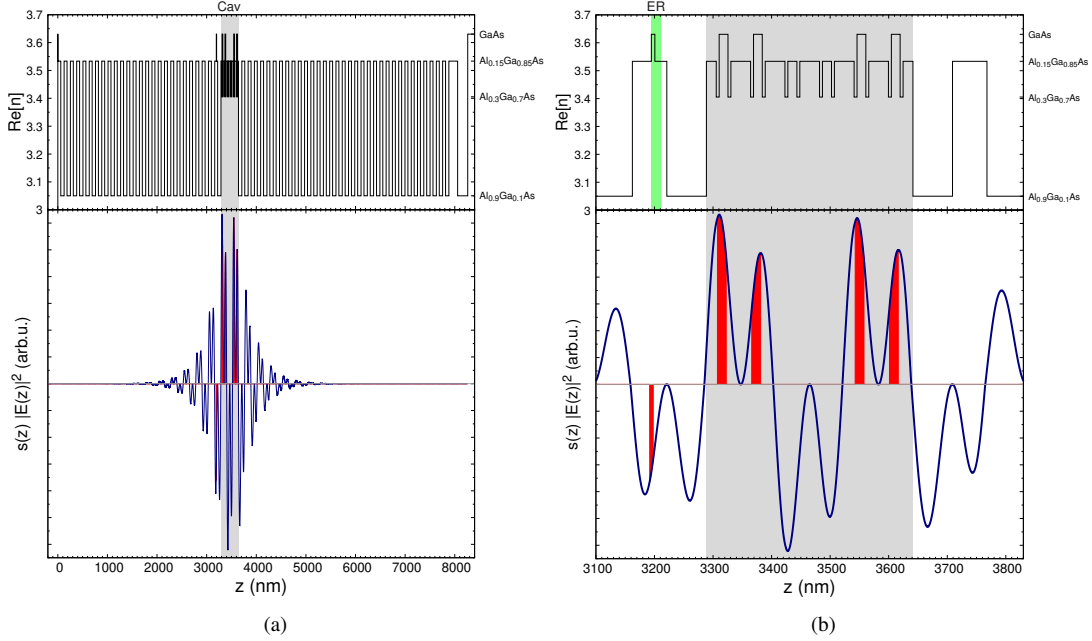 Cav
ER
3.7
3.6
3.5
3.4
3.3
3.2
3.1
3
Re[n]
GaAs
Al0.15Ga0.85As
Al0.3Ga0.7As
Al0.9Ga0.1As
3.7
3.6
3.5
3.4
3.3
3.2
3.1
3
Re[n]
GaAs
Al0.15Ga0.85As
Al0.3Ga0.7As
Al0.9Ga0.1As
s(z) |E(z)|² (arb.u.)
s(z) |E(z)|² (arb.u.)
0 1000 2000 3000 4000 5000 6000 7000 8000
z (nm)
3100 3200 3300 3400 3500 3600 3700 3800
z (nm)
(a)
(b)